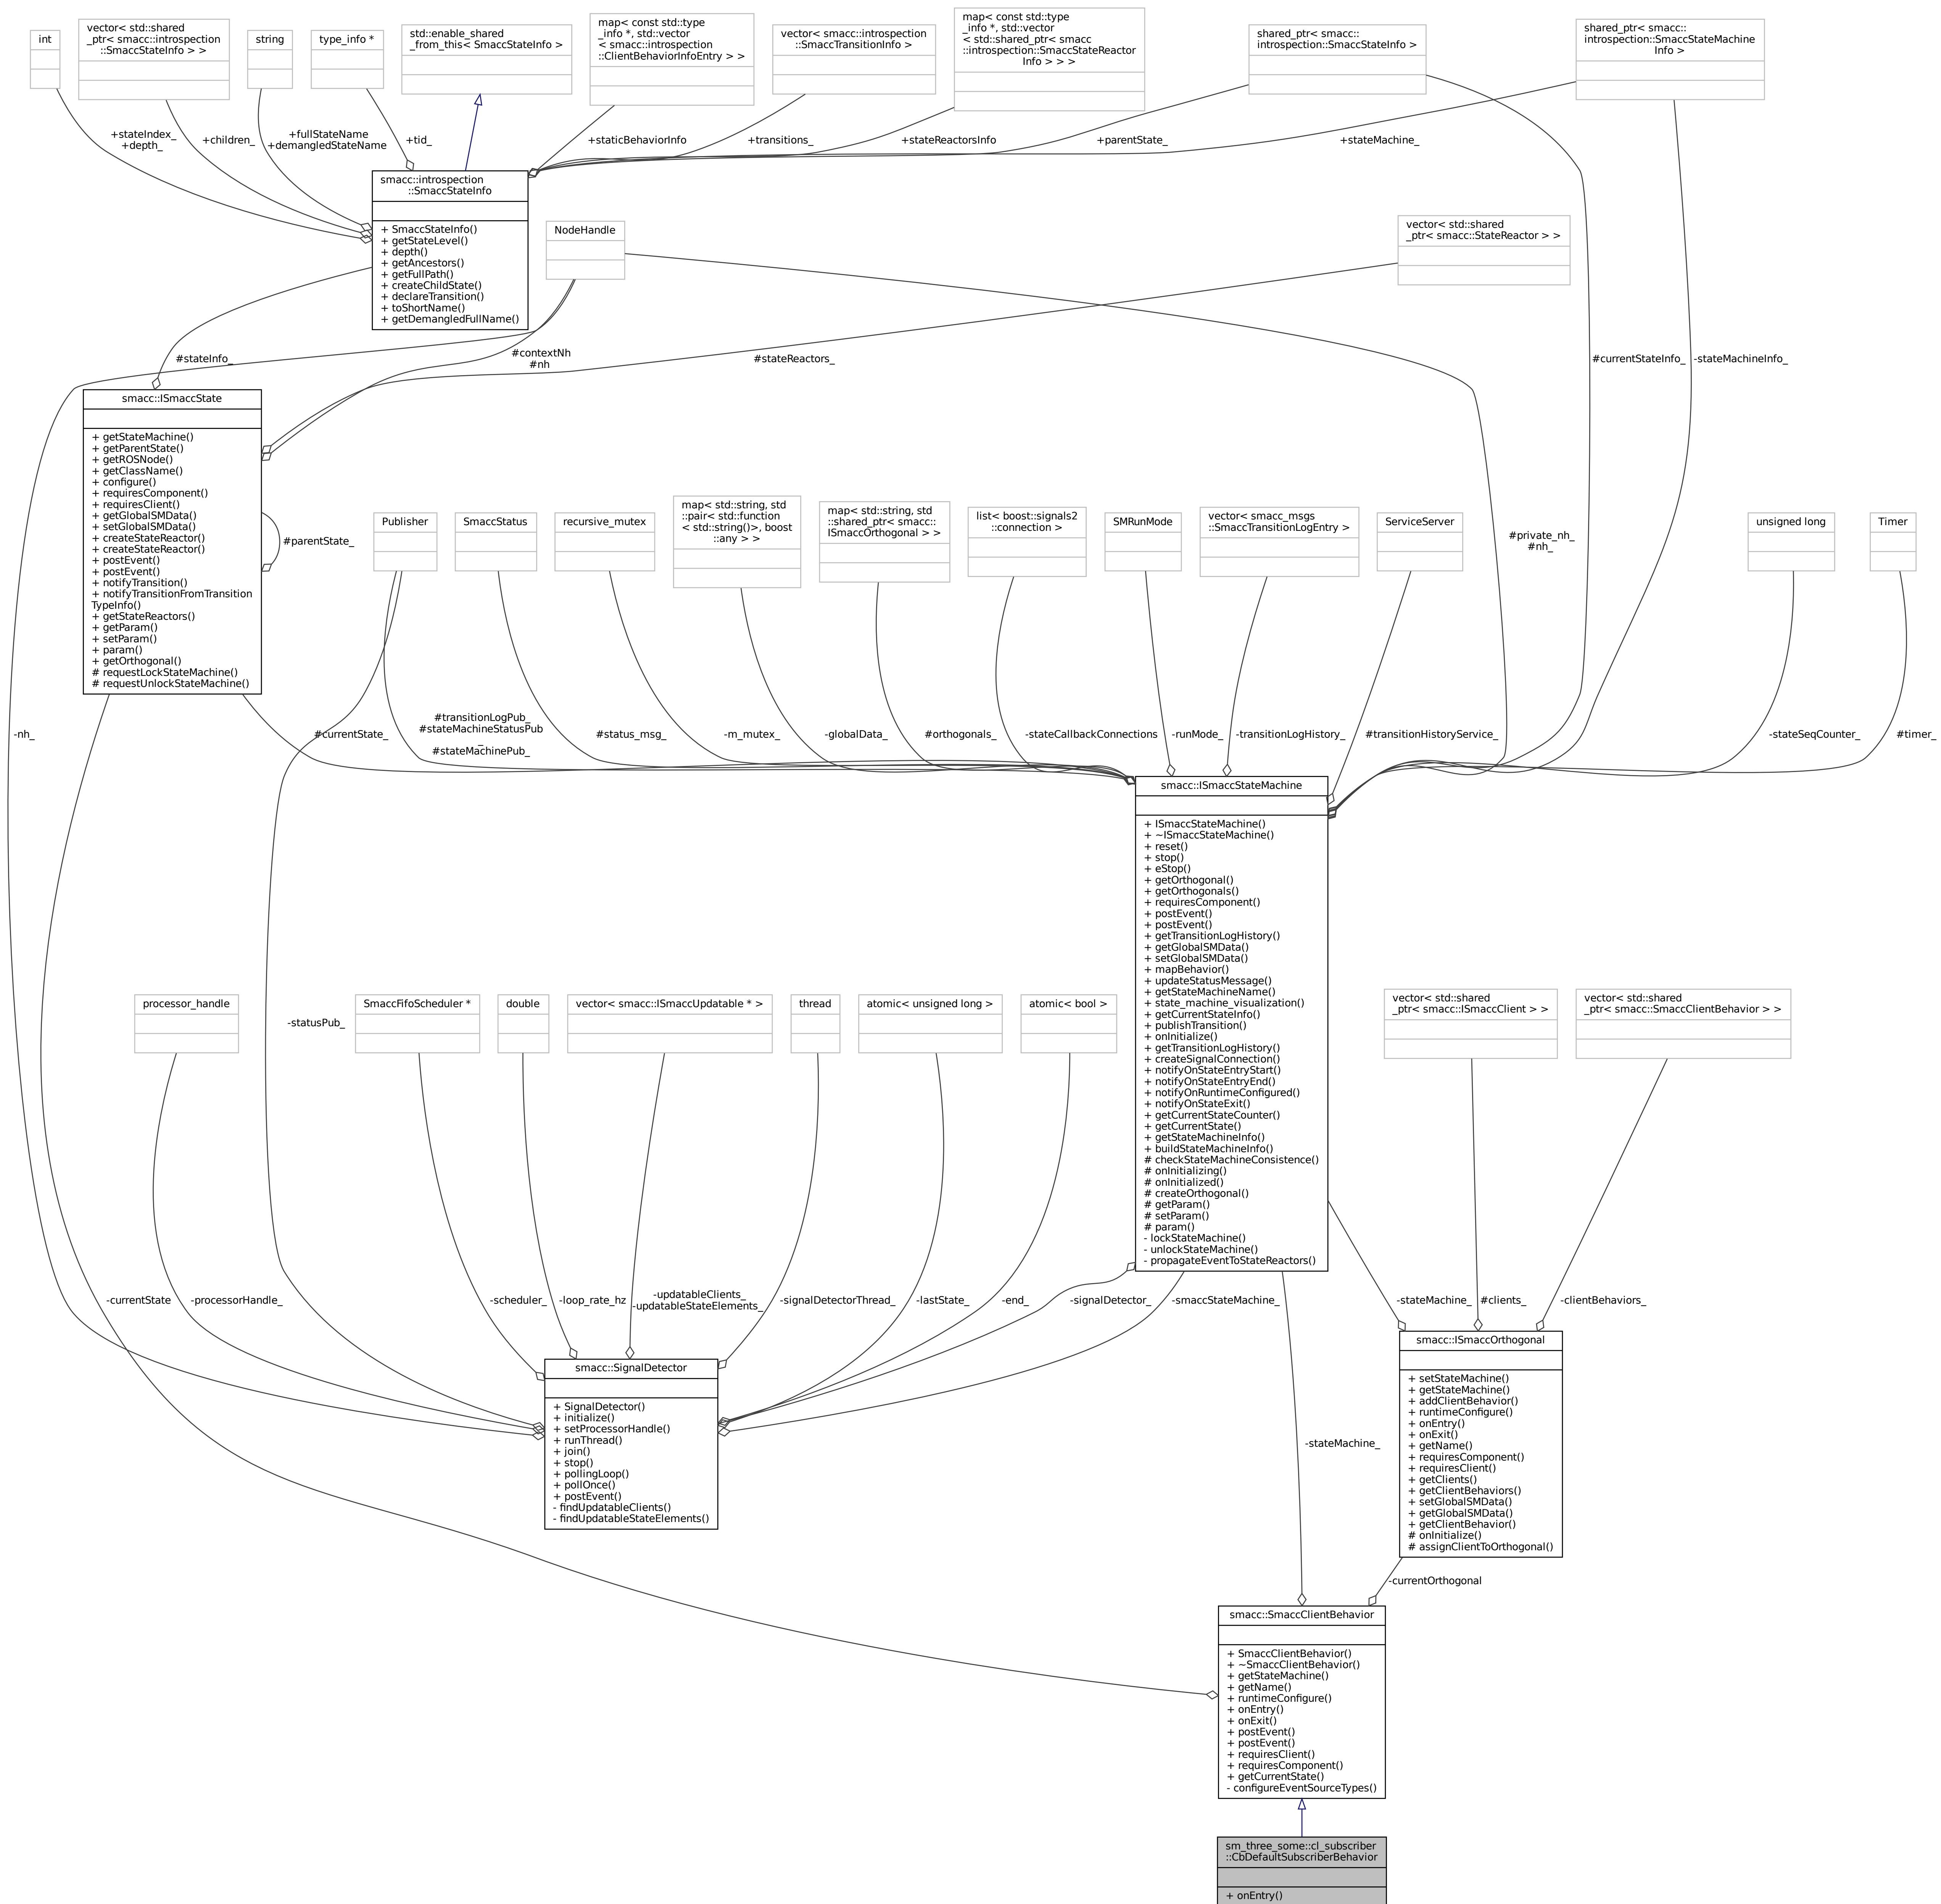 int
vector< std::shared
_ptr< smacc::introspection
::SmaccStateInfo > >
string
type_info *
std::enable_shared
_from_this< SmaccStateInfo >
map< const std::type
_info *, std::vector
< smacc::introspection
::ClientBehaviorInfoEntry > >
vector< smacc::introspection
::SmaccTransitionInfo >
map< const std::type
_info *, std::vector
< std::shared_ptr< smacc
::introspection::SmaccStateReactor
Info > > >
shared_ptr< smacc::
introspection::SmaccStateInfo >
shared_ptr< smacc::
introspection::SmaccStateMachine
Info >
+stateIndex_
+depth_
+children_
+fullStateName
+demangledStateName
+tid_
+staticBehaviorInfo
+transitions_
+stateReactorsInfo
+parentState_
+stateMachine_
smacc::introspection
::SmaccStateInfo
+ SmaccStateInfo()
+ getStateLevel()
+ depth()
+ getAncestors()
+ getFullPath()
+ createChildState()
+ declareTransition()
+ toShortName()
+ getDemangledFullName()
NodeHandle
vector< std::shared
_ptr< smacc::StateReactor > >
#stateInfo_
#contextNh
#nh
#stateReactors_
#currentStateInfo_
-stateMachineInfo_
smacc::ISmaccState
+ getStateMachine()
+ getParentState()
+ getROSNode()
+ getClassName()
+ configure()
+ requiresComponent()
+ requiresClient()
+ getGlobalSMData()
+ setGlobalSMData()
+ createStateReactor()
+ createStateReactor()
+ postEvent()
+ postEvent()
+ notifyTransition()
+ notifyTransitionFromTransition
TypeInfo()
+ getStateReactors()
+ getParam()
+ setParam()
+ param()
+ getOrthogonal()
# requestLockStateMachine()
# requestUnlockStateMachine()
#parentState_
Publisher
SmaccStatus
recursive_mutex
map< std::string, std
::pair< std::function
< std::string()>, boost
::any > >
map< std::string, std
::shared_ptr< smacc::
ISmaccOrthogonal > >
list< boost::signals2
::connection >
SMRunMode
vector< smacc_msgs
::SmaccTransitionLogEntry >
ServiceServer
#private_nh_
#nh_
unsigned long
Timer
-nh_
#currentState_
#transitionLogPub_
#stateMachineStatusPub
_
#stateMachinePub_
#status_msg_
-m_mutex_
-globalData_
#orthogonals_
-stateCallbackConnections
-runMode_
-transitionLogHistory_
#transitionHistoryService_
-stateSeqCounter_
#timer_
smacc::ISmaccStateMachine
+ ISmaccStateMachine()
+ ~ISmaccStateMachine()
+ reset()
+ stop()
+ eStop()
+ getOrthogonal()
+ getOrthogonals()
+ requiresComponent()
+ postEvent()
+ postEvent()
+ getTransitionLogHistory()
+ getGlobalSMData()
+ setGlobalSMData()
+ mapBehavior()
+ updateStatusMessage()
+ getStateMachineName()
+ state_machine_visualization()
+ getCurrentStateInfo()
+ publishTransition()
+ onInitialize()
+ getTransitionLogHistory()
+ createSignalConnection()
+ notifyOnStateEntryStart()
+ notifyOnStateEntryEnd()
+ notifyOnRuntimeConfigured()
+ notifyOnStateExit()
+ getCurrentStateCounter()
+ getCurrentState()
+ getStateMachineInfo()
+ buildStateMachineInfo()
# checkStateMachineConsistence()
# onInitializing()
# onInitialized()
# createOrthogonal()
# getParam()
# setParam()
# param()
- lockStateMachine()
- unlockStateMachine()
- propagateEventToStateReactors()
processor_handle
-statusPub_
SmaccFifoScheduler *
double
vector< smacc::ISmaccUpdatable * >
thread
atomic< unsigned long >
atomic< bool >
vector< std::shared
_ptr< smacc::ISmaccClient > >
vector< std::shared
_ptr< smacc::SmaccClientBehavior > >
-currentState
-processorHandle_
-scheduler_
-loop_rate_hz
-updatableClients_
-updatableStateElements_
-signalDetectorThread_
-lastState_
-end_
-signalDetector_
-smaccStateMachine_
-stateMachine_
#clients_
-clientBehaviors_
smacc::SignalDetector
+ SignalDetector()
+ initialize()
+ setProcessorHandle()
+ runThread()
+ join()
+ stop()
+ pollingLoop()
+ pollOnce()
+ postEvent()
- findUpdatableClients()
- findUpdatableStateElements()
smacc::ISmaccOrthogonal
+ setStateMachine()
+ getStateMachine()
+ addClientBehavior()
+ runtimeConfigure()
+ onEntry()
+ onExit()
+ getName()
+ requiresComponent()
+ requiresClient()
+ getClients()
+ getClientBehaviors()
+ setGlobalSMData()
+ getGlobalSMData()
+ getClientBehavior()
# onInitialize()
# assignClientToOrthogonal()
-stateMachine_
-currentOrthogonal
smacc::SmaccClientBehavior
+ SmaccClientBehavior()
+ ~SmaccClientBehavior()
+ getStateMachine()
+ getName()
+ runtimeConfigure()
+ onEntry()
+ onExit()
+ postEvent()
+ postEvent()
+ requiresClient()
+ requiresComponent()
+ getCurrentState()
- configureEventSourceTypes()
sm_three_some::cl_subscriber
::CbDefaultSubscriberBehavior
+ onEntry()